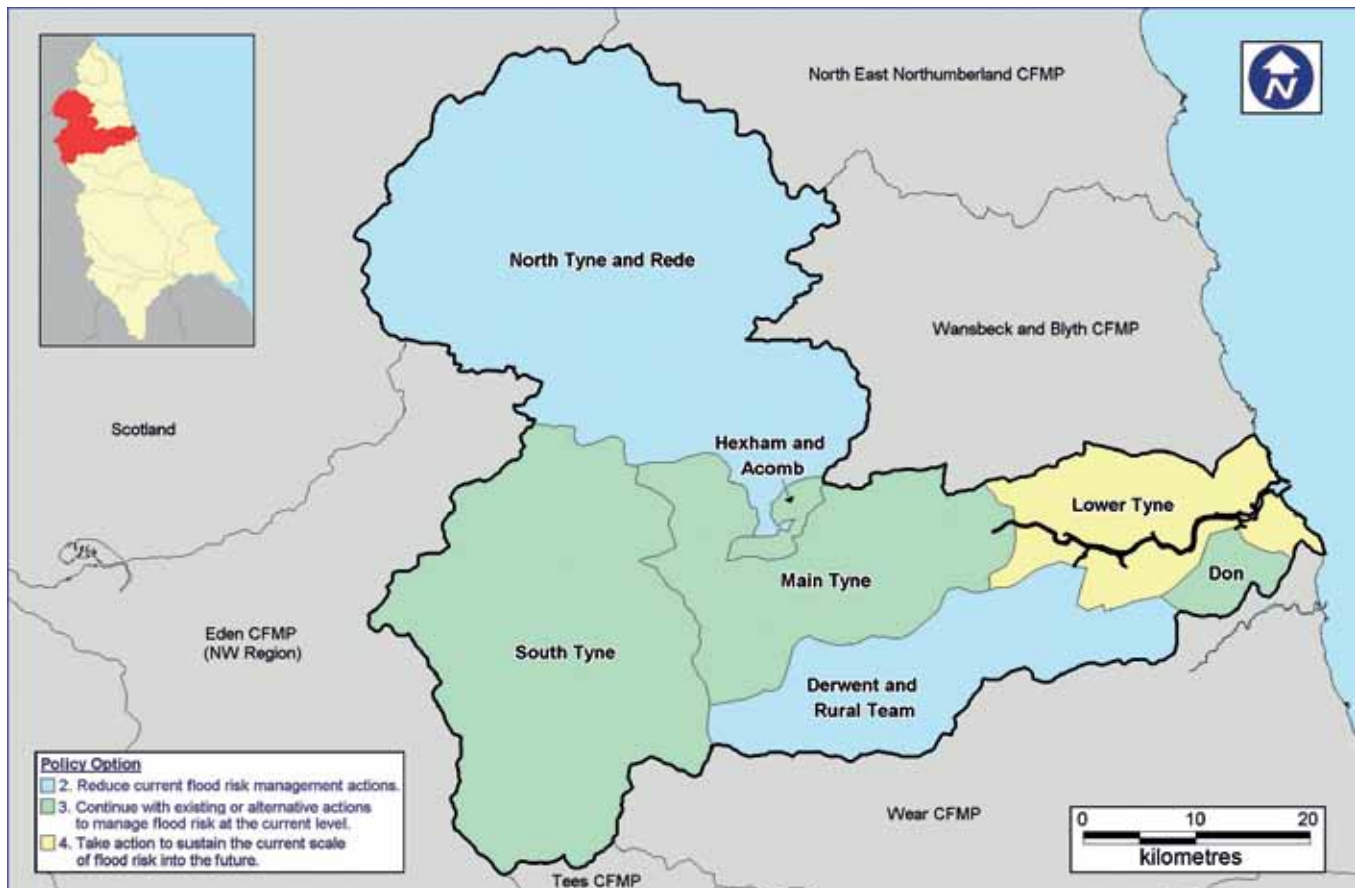 North East Northumberland CFMP
N
North Tyne and Rede
Wansbeck and Blyth CFMP
Scotland
Hexham and
Acomb
Lower Tyne
Don
Main Tyne
Eden CFMP
(NW Region)
South Tyne
Derwent and
Rural Team
Policy Option
2. Reduce current flood risk management actions.
3. Continue with existing or alternative actions
to manage flood risk at the current level.
4. Take action to sustain the current scale
of flood risk into the future.
Wear CFMP
0 10 20
kilometres
Tees CFMP